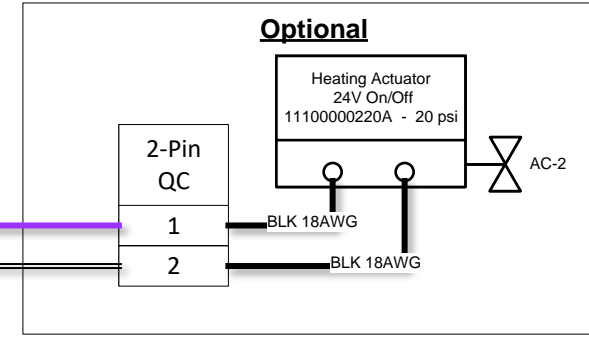 Optional
Heating Actuator
24V On/Off
11100000220A - 20 psi
AC-2
2-Pin
QC
1
BLK 18AWG
2
BLK 18AWG